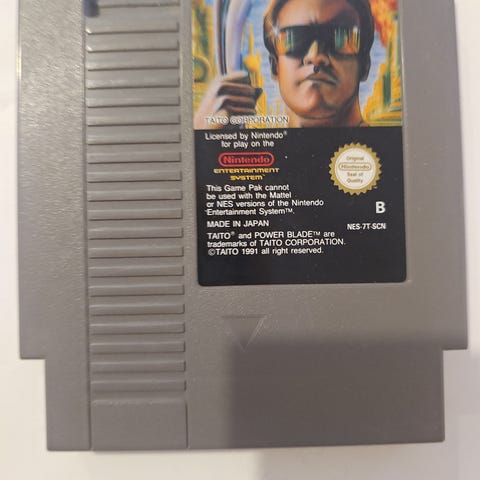 TAITO CORPORATION
Licensed by Nintendo®
for play on the
Nintendo
ENTERTAINMENT
SYSTEM™
Original
Nintendo
Seal of
Quality
This Game Pak cannot
be used with the Mattel
or NES versions of the Nintendo
Entertainment System™.
B
MADE IN JAPAN
NES-7T-SCN
TAITO® and POWER BLADE™ are
trademarks of TAITO CORPORATION.
©TAITO 1991 all right reserved.